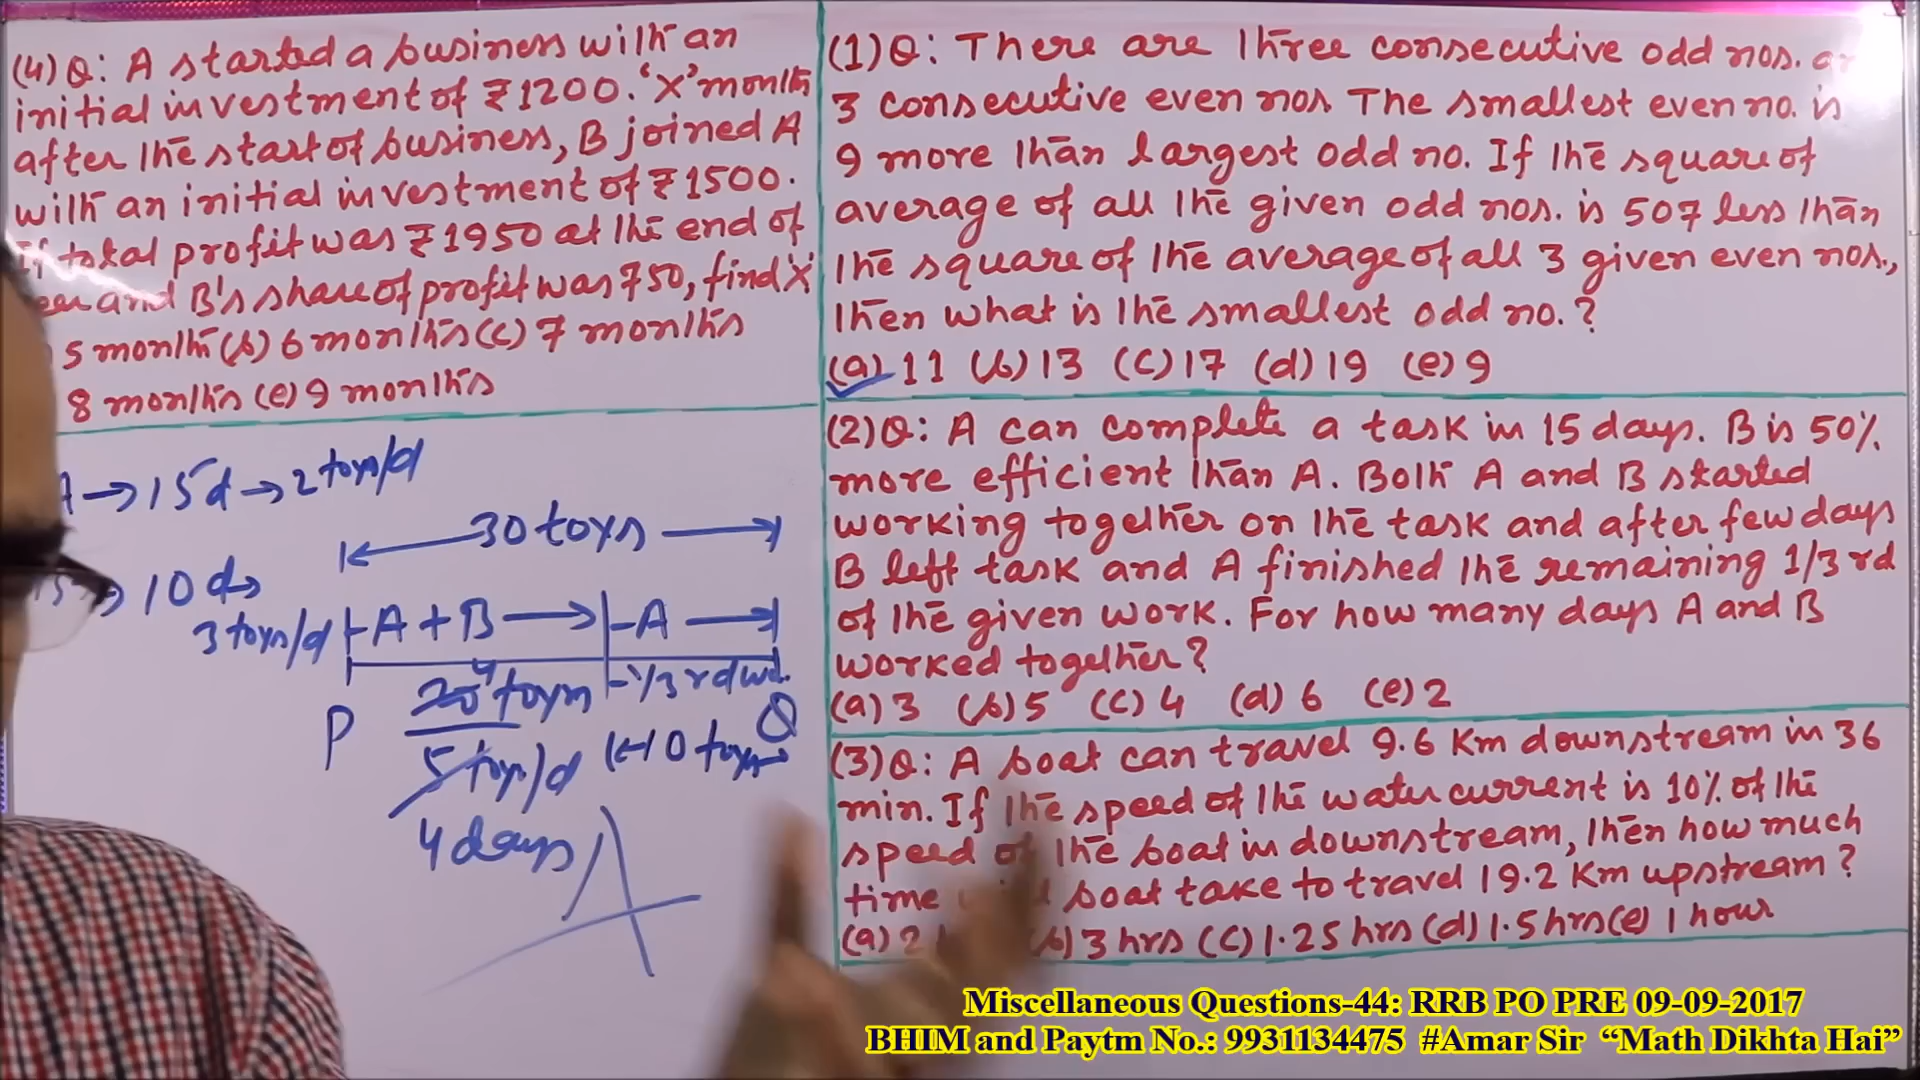 (4) Q: A started a business with an
initial investment of ₹1200. 'X' month
after the start of business, B joined A
with an initial investment of ₹1500.
If total profit was ₹1950 at the end of
and B's share of profit was 750, find 'X'
5 month (b) 6 months (c) 7 months
8 months (e) 9 months
A → 15d → 2 toys/d
30 toys
→ 10d →
3 toys/d
A + B → A →
20 4 toys
1/3rd wd.
P
Q
5 toys/d
10 toys
4 days
(1) Q: There are three consecutive odd nos.
3 consecutive even nos. The smallest even no. is
9 more than largest odd no. If the square of
average of all the given odd nos. is 507 less than
the square of the average of all 3 given even nos.,
then what is the smallest odd no.?
(a) 11 (b) 13 (c) 17 (d) 19 (e) 9
(2) Q: A can complete a task in 15 days. B is 50%
more efficient than A. Both A and B started
working together on the task and after few days
B left task and A finished the remaining 1/3 rd
of the given work. For how many days A and B
worked together?
(a) 3 (b) 5 (c) 4 (d) 6 (e) 2
(3) Q: A boat can travel 9.6 Km downstream in 36
min. If the speed of the water current is 10% of the
speed of the boat in downstream, then how much
time boat take to travel 19.2 Km upstream?
(a) 2 (b) 3 hrs (c) 1.25 hrs (d) 1.5 hrs (e) 1 hour
Miscellaneous Questions-44: RRB PO PRE 09-09-2017
BHIM and Paytm No.: 9931134475 #Amar Sir “Math Dikhta Hai”